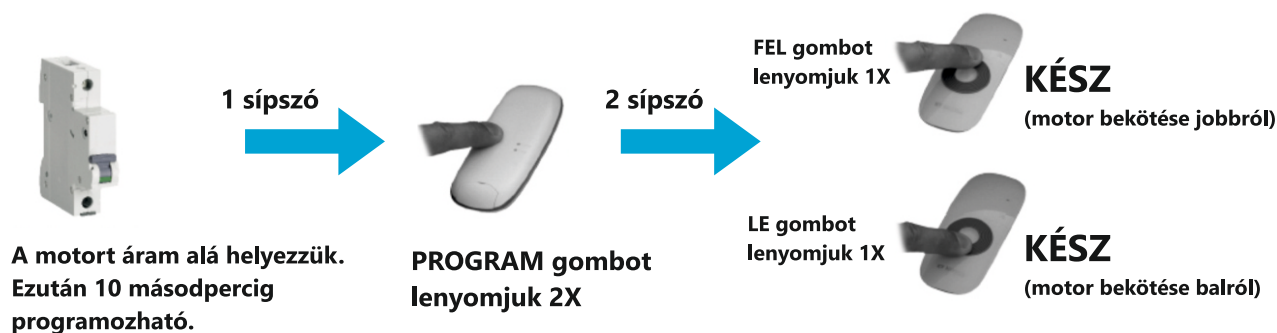 1 sípszó
A motort áram alá helyezzük.
Ezután 10 másodpercig
programozható.
PROGRAM gombot
lenyomjuk 2X
2 sípszó
FEL gombot
lenyomjuk 1X
KÉSZ
(motor bekötése jobbról)
LE gombot
lenyomjuk 1X
KÉSZ
(motor bekötése balról)